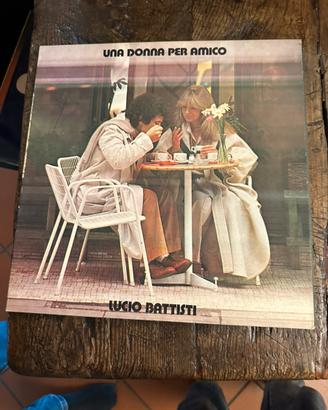 UNA DONNA PER AMICO
LUCIO BATTISTI